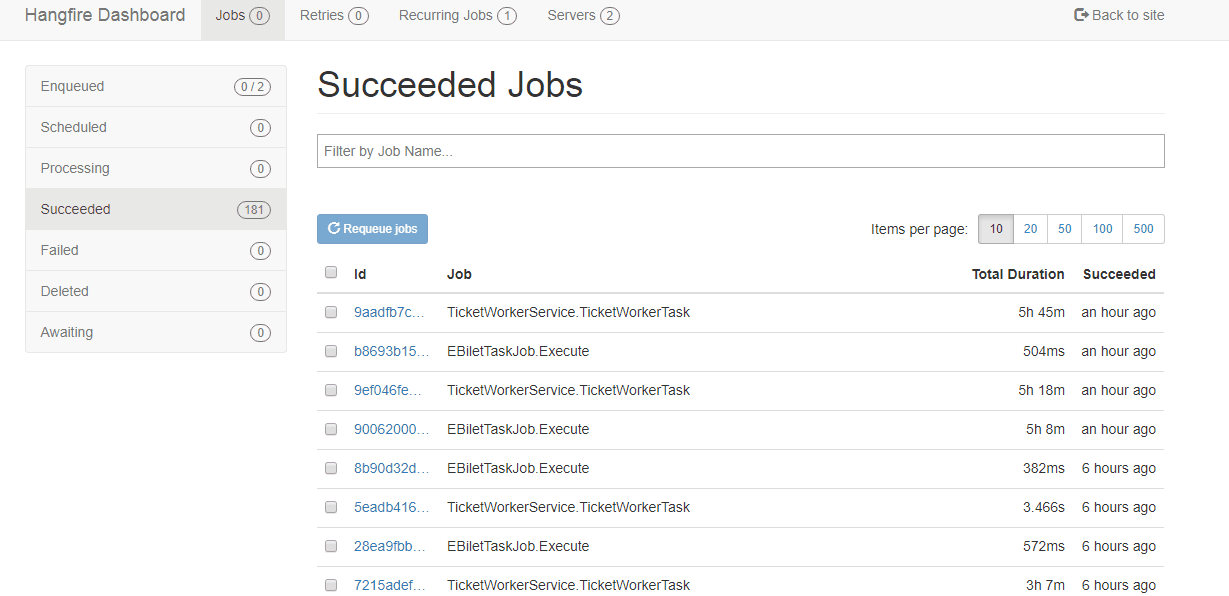 Hangfire Dashboard Jobs 0 Retries 0 Recurring Jobs 1 Servers 2 Back to site
Enqueued 0 / 2
Scheduled 0
Processing 0
Succeeded 181
Failed 0
Deleted 0
Awaiting 0
Succeeded Jobs
Filter by Job Name...
Requeue jobs Items per page: 10 20 50 100 500
Id Job Total Duration Succeeded
9aadfb7c... TicketWorkerService.TicketWorkerTask 5h 45m an hour ago
b8693b15... EBiletTaskJob.Execute 504ms an hour ago
9ef046fe... TicketWorkerService.TicketWorkerTask 5h 18m an hour ago
90062000... EBiletTaskJob.Execute 5h 8m an hour ago
8b90d32d... EBiletTaskJob.Execute 382ms 6 hours ago
5eadb416... TicketWorkerService.TicketWorkerTask 3.466s 6 hours ago
28ea9fbb... EBiletTaskJob.Execute 572ms 6 hours ago
7215adef... TicketWorkerService.TicketWorkerTask 3h 7m 6 hours ago